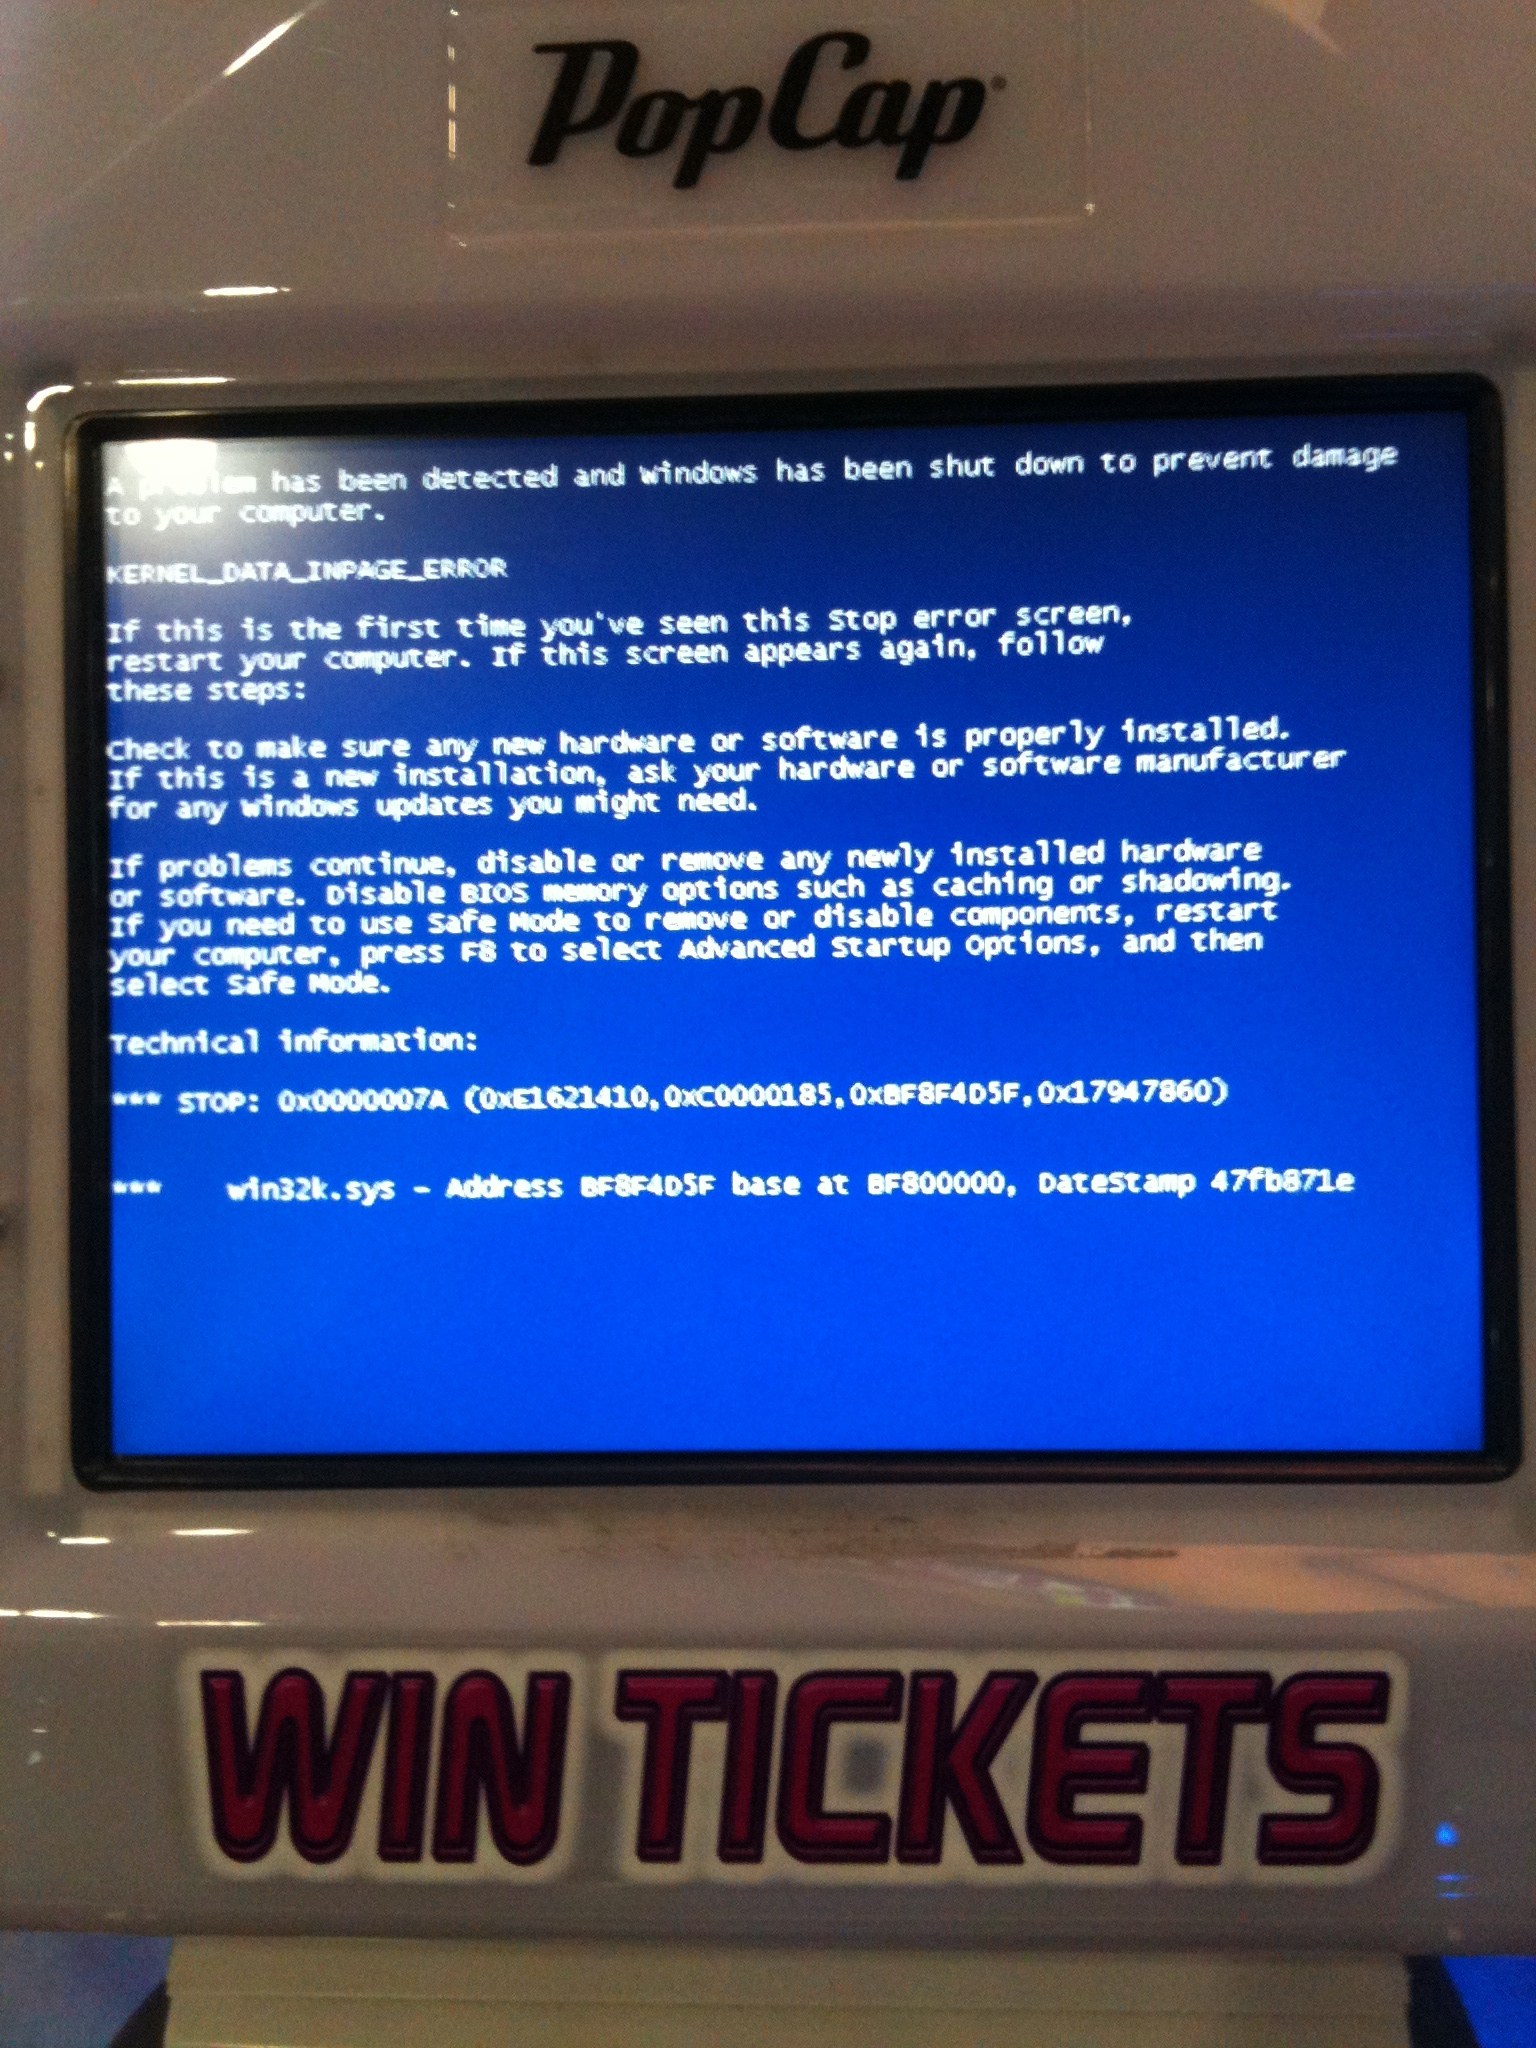 PopCap®
A problem has been detected and windows has been shut down to prevent damage
to your computer.
KERNEL_DATA_INPAGE_ERROR
If this is the first time you've seen this Stop error screen,
restart your computer. If this screen appears again, follow
these steps:
Check to make sure any new hardware or software is properly installed.
If this is a new installation, ask your hardware or software manufacturer
for any windows updates you might need.
If problems continue, disable or remove any newly installed hardware
or software. Disable BIOS memory options such as caching or shadowing.
If you need to use Safe Mode to remove or disable components, restart
your computer, press F8 to select Advanced Startup Options, and then
select Safe Mode.
Technical information:
*** STOP: 0x0000007A (0xE1621410,0xC0000185,0xBF8F4D5F,0x17947860)
*** win32k.sys - Address BF8F4D5F base at BF800000, DateStamp 47fb871e
WIN TICKETS